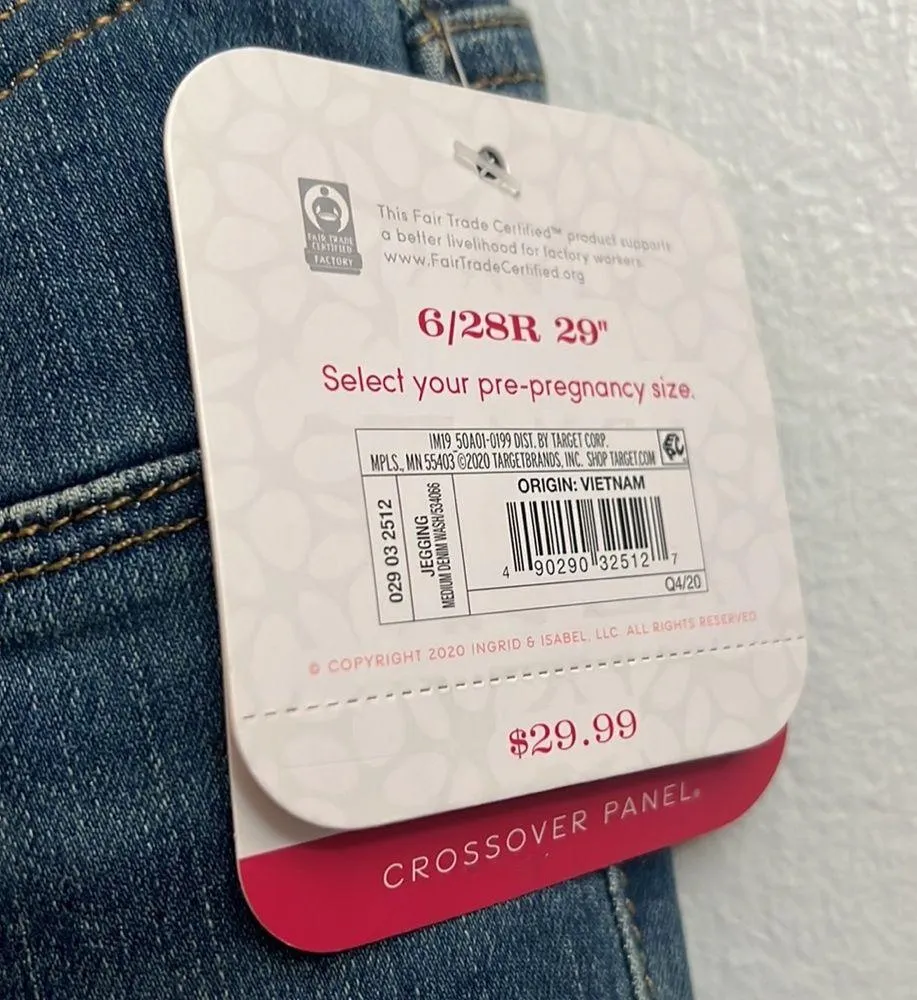 FAIR TRADE
CERTIFIED
FACTORY
This Fair Trade Certified™ product supports
a better livelihood for factory workers.
www.FairTradeCertified.org
6/28R 29"
Select your pre-pregnancy size.
IM19 50A01-0199 DIST. BY TARGET CORP.
MPLS., MN 55403 ©2020 TARGETBRANDS, INC. SHOP TARGET.COM
EPC
029 03 2512
JEGGING
MEDIUM DENIM WASH/534066
ORIGIN: VIETNAM
4 90290 32512 7
Q4/20
© COPYRIGHT 2020 INGRID & ISABEL, LLC. ALL RIGHTS RESERVED
$29.99
CROSSOVER PANEL®